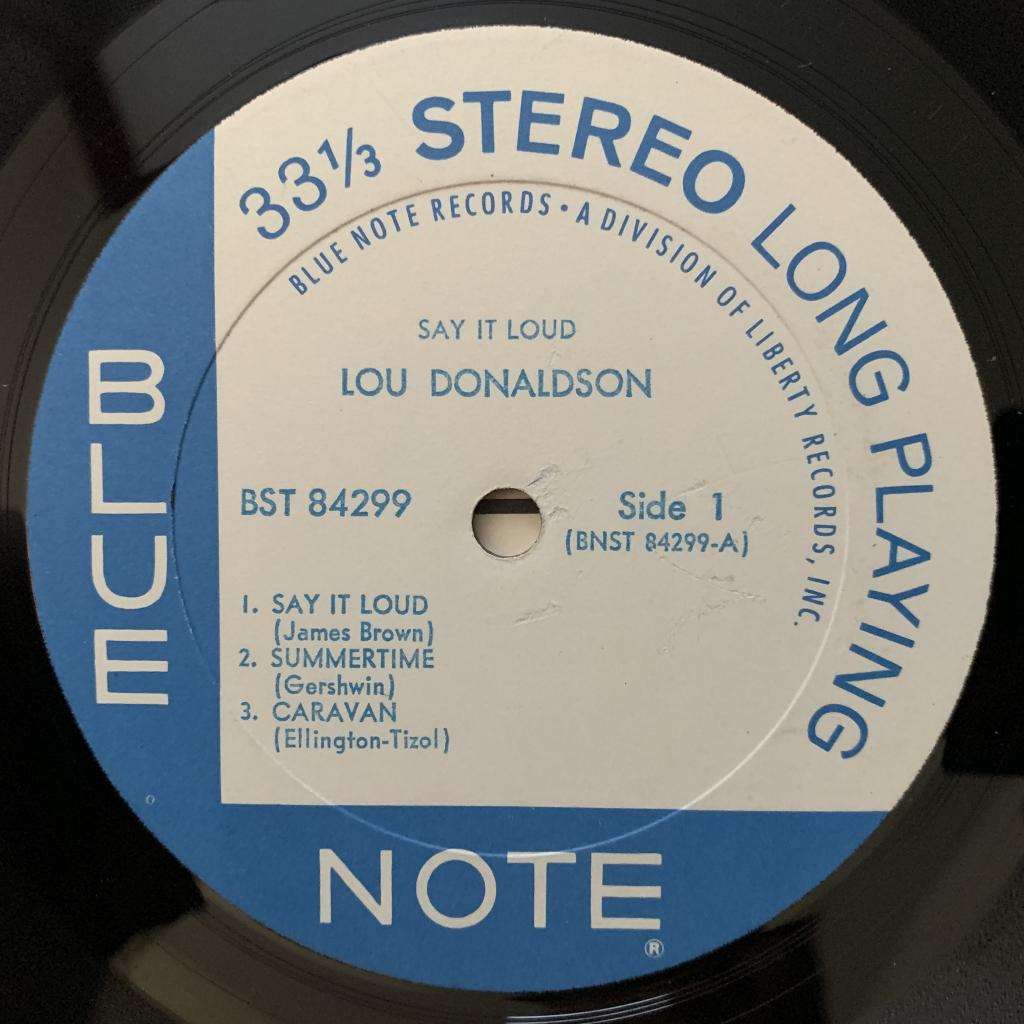 33⅓ STEREO LONG PLAYING
BLUE NOTE RECORDS • A DIVISION OF LIBERTY RECORDS, INC.
SAY IT LOUD
LOU DONALDSON
BST 84299
Side 1
(BNST 84299-A)
1. SAY IT LOUD
(James Brown)
2. SUMMERTIME
(Gershwin)
3. CARAVAN
(Ellington-Tizol)
BLUE
NOTE
®